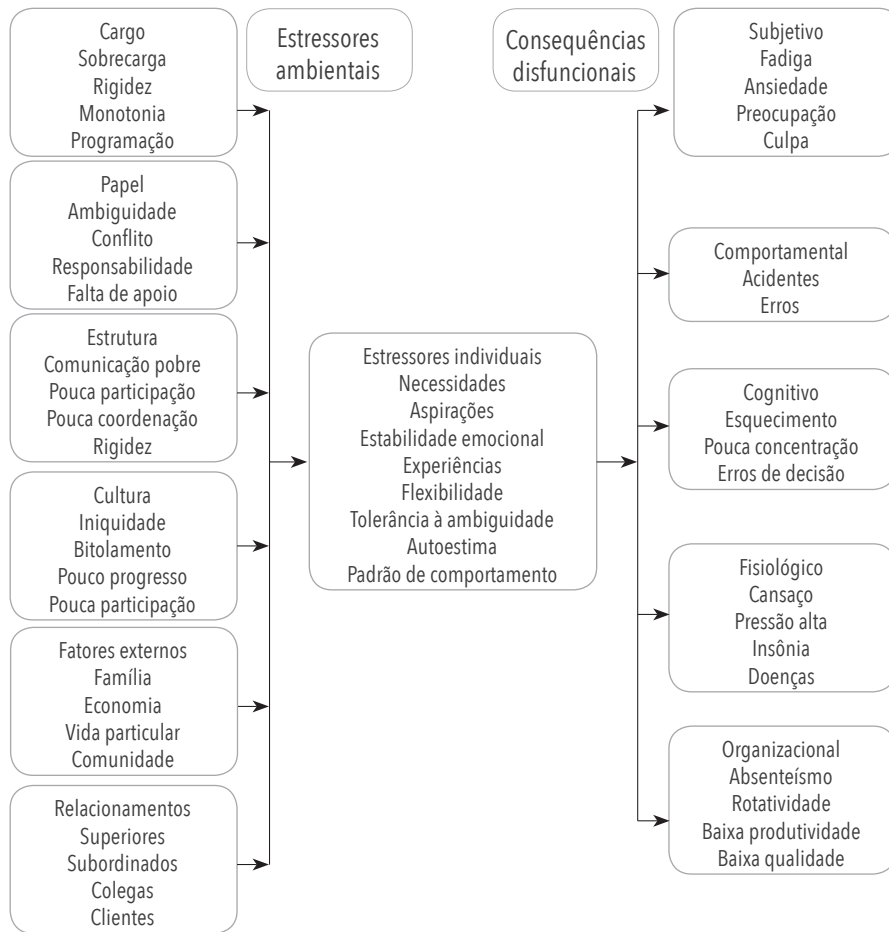 Cargo
Sobrecarga
Rigidez
Monotonia
Programação
Estressores
ambientais
Consequências
disfuncionais
Subjetivo
Fadiga
Ansiedade
Preocupação
Culpa
Papel
Ambiguidade
Conflito
Responsabilidade
Falta de apoio
Estrutura
Comunicação pobre
Pouca participação
Pouca coordenação
Rigidez
Cultura
Iniquidade
Bitolamento
Pouco progresso
Pouca participação
Fatores externos
Família
Economia
Vida particular
Comunidade
Relacionamentos
Superiores
Subordinados
Colegas
Clientes
Estressores individuais
Necessidades
Aspirações
Estabilidade emocional
Experiências
Flexibilidade
Tolerância à ambiguidade
Autoestima
Padrão de comportamento
Comportamental
Acidentes
Erros
Cognitivo
Esquecimento
Pouca concentração
Erros de decisão
Fisiológico
Cansaço
Pressão alta
Insônia
Doenças
Organizacional
Absenteísmo
Rotatividade
Baixa produtividade
Baixa qualidade